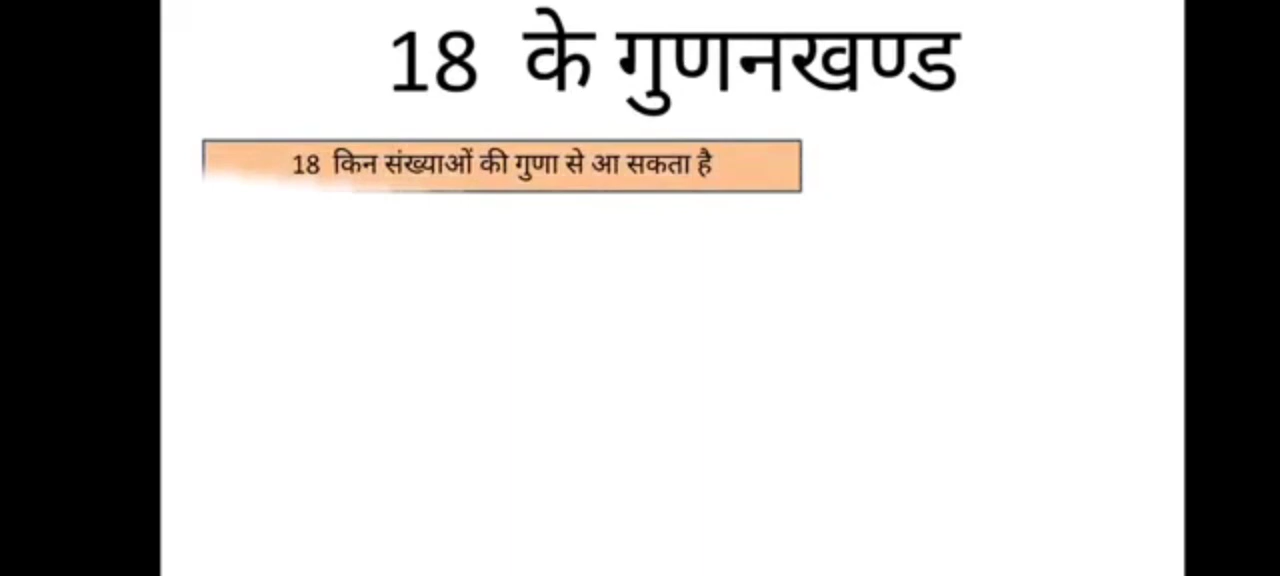 18 के गुणनखण्ड
18 किन संख्याओं की गुणा से आ सकता है